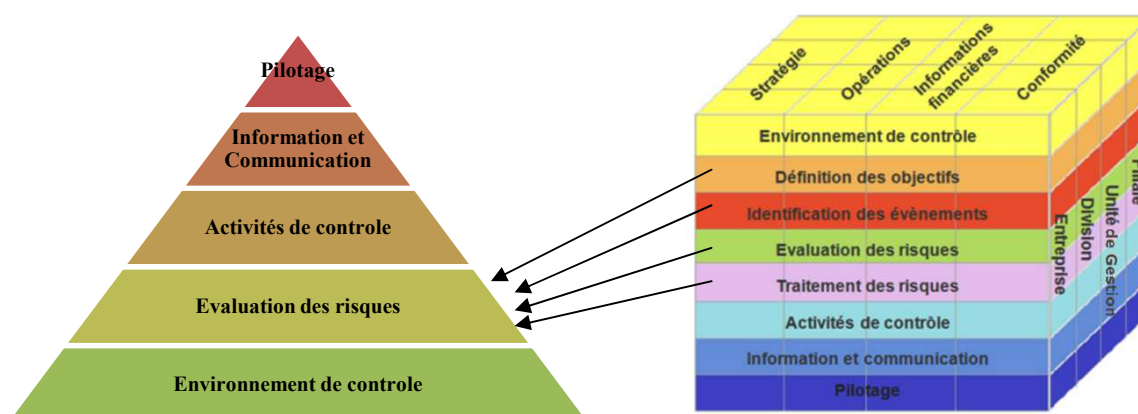 Pilotage
Information et
Communication
Activités de controle
Evaluation des risques
Environnement de controle
Stratégie
Opérations
Informations
financières
Conformité
Environnement de contrôle
Définition des objectifs
Identification des évènements
Evaluation des risques
Traitement des risques
Activités de contrôle
Information et communication
Pilotage
Entreprise
Division
Unité de Gestion
Filiale